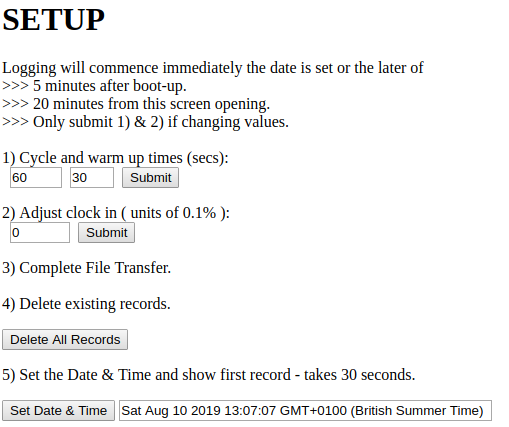 SETUP
Logging will commence immediately the date is set or the later of
>>> 5 minutes after boot-up.
>>> 20 minutes from this screen opening.
>>> Only submit 1) & 2) if changing values.
1) Cycle and warm up times (secs):
60 30 Submit
2) Adjust clock in ( units of 0.1% ):
0 Submit
3) Complete File Transfer.
4) Delete existing records.
Delete All Records
5) Set the Date & Time and show first record - takes 30 seconds.
Set Date & Time Sat Aug 10 2019 13:07:07 GMT+0100 (British Summer Time)